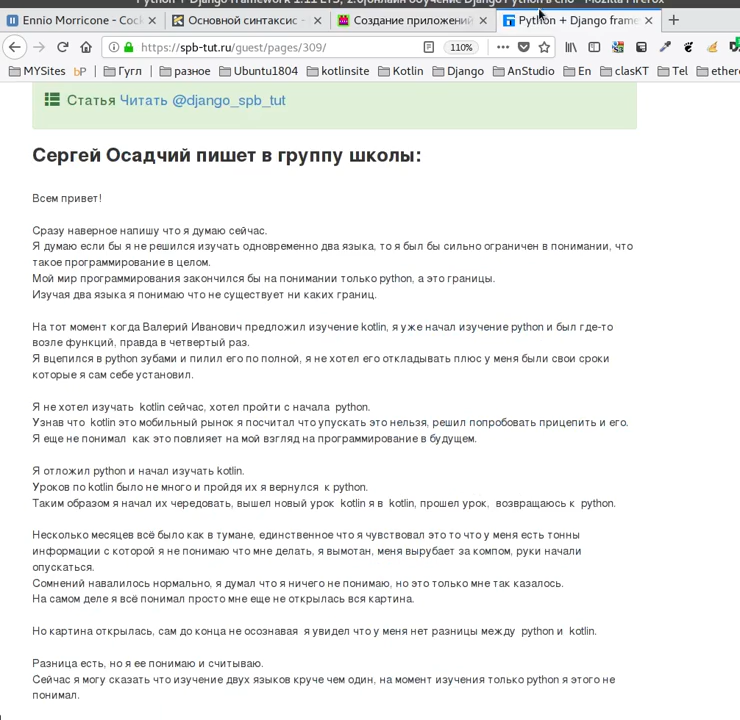 Ennio Morricone - Cock
Основной синтаксис -
Создание приложений
Python + Django frame
https://spb-tut.ru/guest/pages/309/
110%
MYSites
bP
Гугл
разное
Ubuntu1804
kotlinsite
Kotlin
Django
AnStudio
En
clasKT
Tel
ethere
Статья Читать @django_spb_tut
Сергей Осадчий пишет в группу школы:
Всем привет!
Сразу наверное напишу что я думаю сейчас.
Я думаю если бы я не решился изучать одновременно два языка, то я был бы сильно ограничен в понимании, что
такое программирование в целом.
Мой мир программирования закончился бы на понимании только python, а это границы.
Изучая два языка я понимаю что не существует ни каких границ.
На тот момент когда Валерий Иванович предложил изучение kotlin, я уже начал изучение python и был где-то
возле функций, правда в четвертый раз.
Я вцепился в python зубами и пилил его по полной, я не хотел его откладывать плюс у меня были свои сроки
которые я сам себе установил.
Я не хотел изучать kotlin сейчас, хотел пройти с начала python.
Узнав что kotlin это мобильный рынок я посчитал что упускать это нельзя, решил попробовать прицепить и его.
Я еще не понимал как это повлияет на мой взгляд на программирование в будущем.
Я отложил python и начал изучать kotlin.
Уроков по kotlin было не много и пройдя их я вернулся к python.
Таким образом я начал их чередовать, вышел новый урок kotlin я в kotlin, прошел урок, возвращаюсь к python.
Несколько месяцев всё было как в тумане, единственное что я чувствовал это то что у меня есть тонны
информации с которой я не понимаю что мне делать, я вымотан, меня вырубает за компом, руки начали
опускаться.
Сомнений навалилось нормально, я думал что я ничего не понимаю, но это только мне так казалось.
На самом деле я всё понимал просто мне еще не открылась вся картина.
Но картина открылась, сам до конца не осознавая я увидел что у меня нет разницы между python и kotlin.
Разница есть, но я ее понимаю и считываю.
Сейчас я могу сказать что изучение двух языков круче чем один, на момент изучения только python я этого не
понимал.